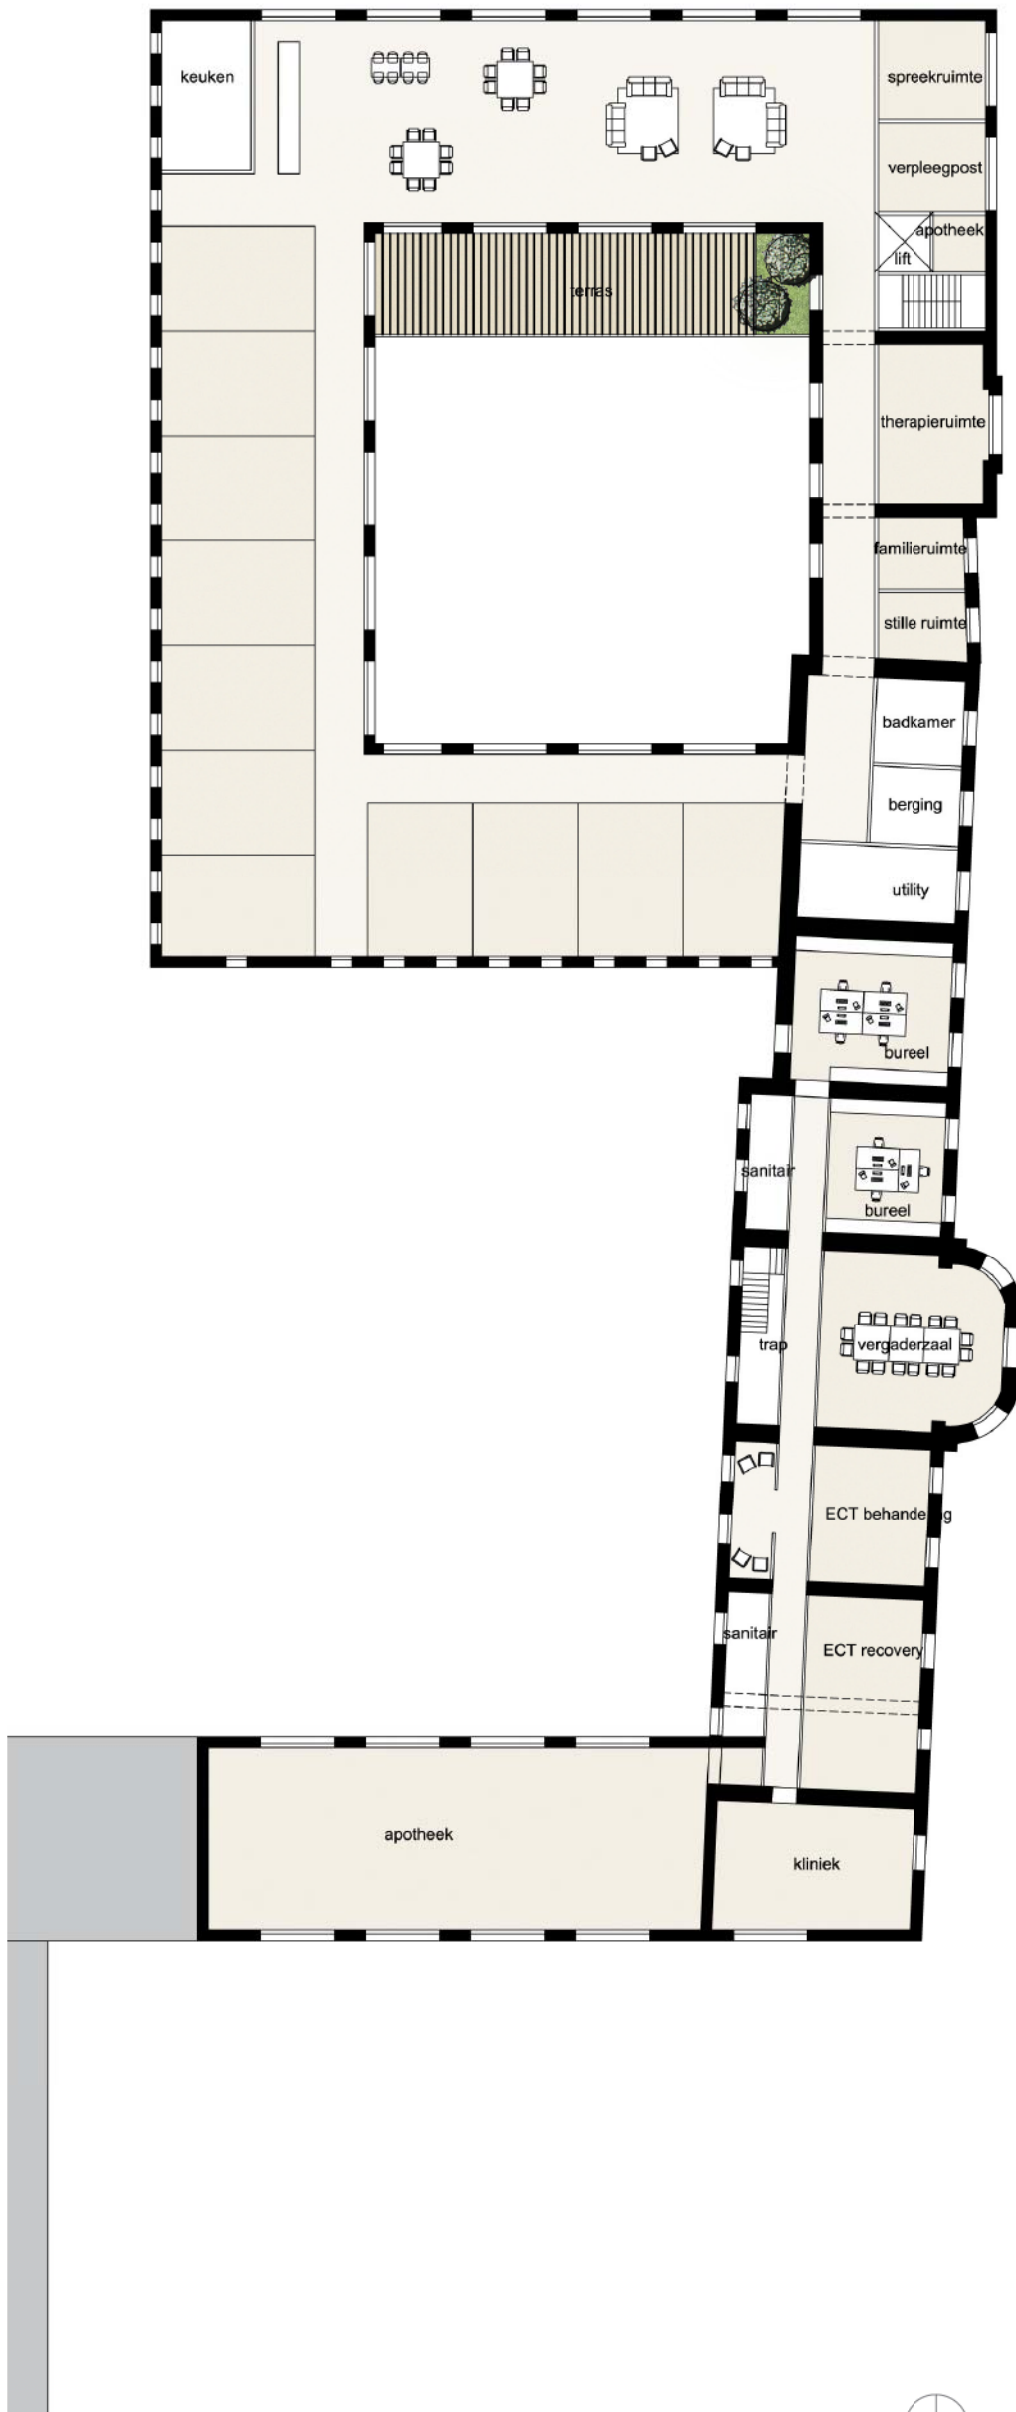 keuken
spreekruimte
verpleegpost
apotheek
lift
terras
therapieruimte
familieruimte
stille ruimte
badkamer
berging
utility
bureel
sanitair
bureel
trap
vergaderzaal
ECT behandeling
sanitair
ECT recovery
apotheek
kliniek